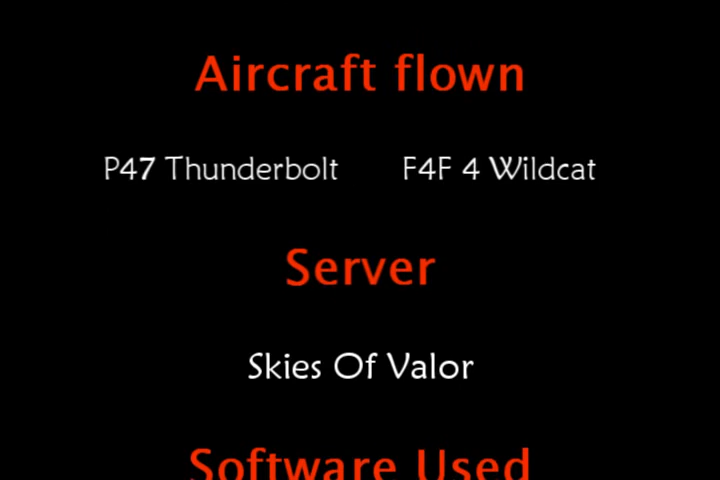 Aircraft flown
P47 Thunderbolt F4F 4 Wildcat
Server
Skies Of Valor
Software Used